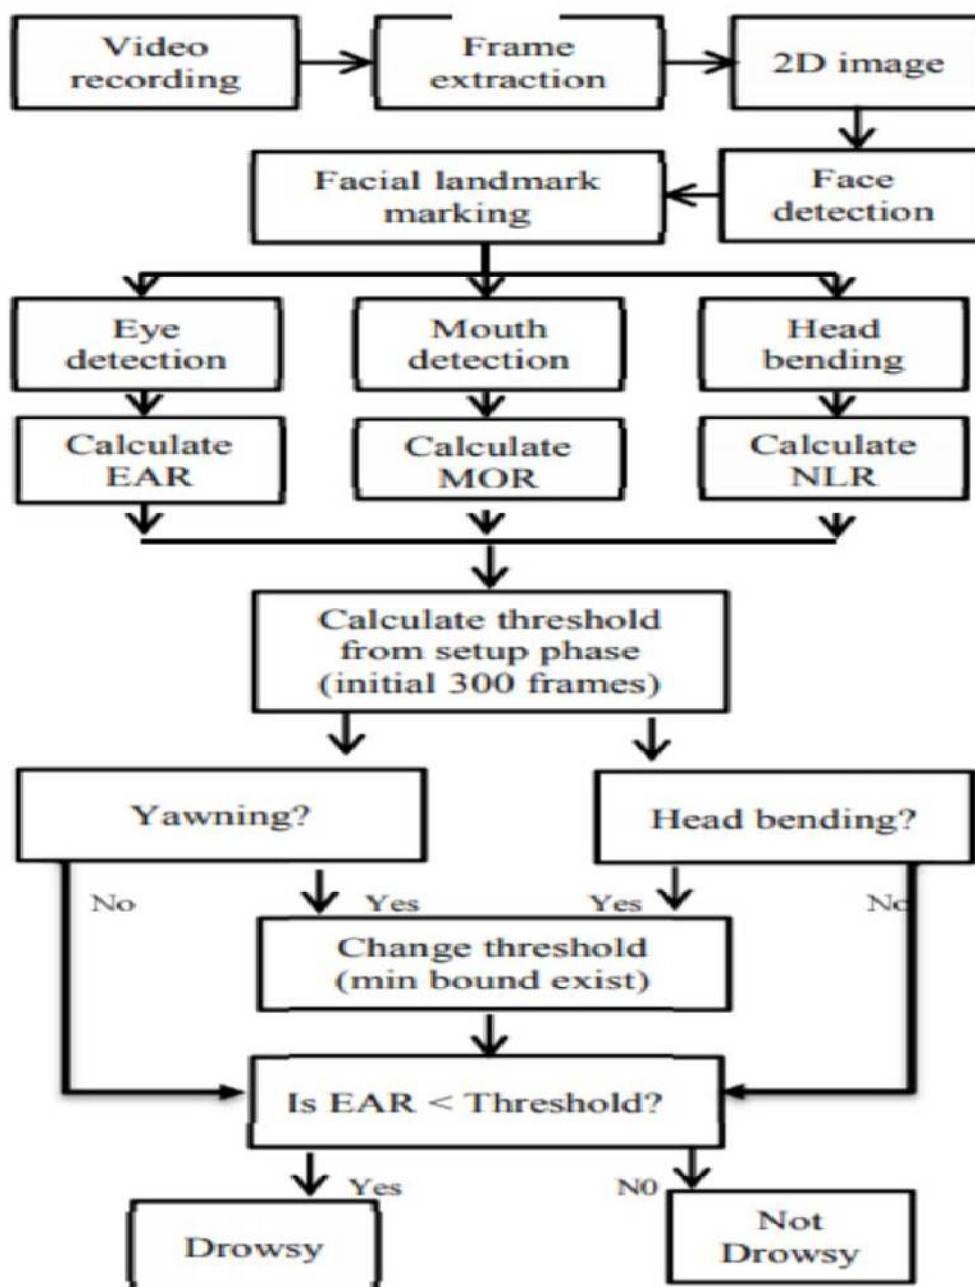 Video
recording
Frame
extraction
2D image
Facial landmark
marking
Face
detection
Eye
detection
Mouth
detection
Head
bending
Calculate
EAR
Calculate
MOR
Calculate
NLR
Calculate threshold
from setup phase
(initial 300 frames)
Yawning?
Head bending?
No
Yes
Yes
No
Change threshold
(min bound exist)
Is EAR < Threshold?
Yes
N0
Drowsy
Not
Drowsy